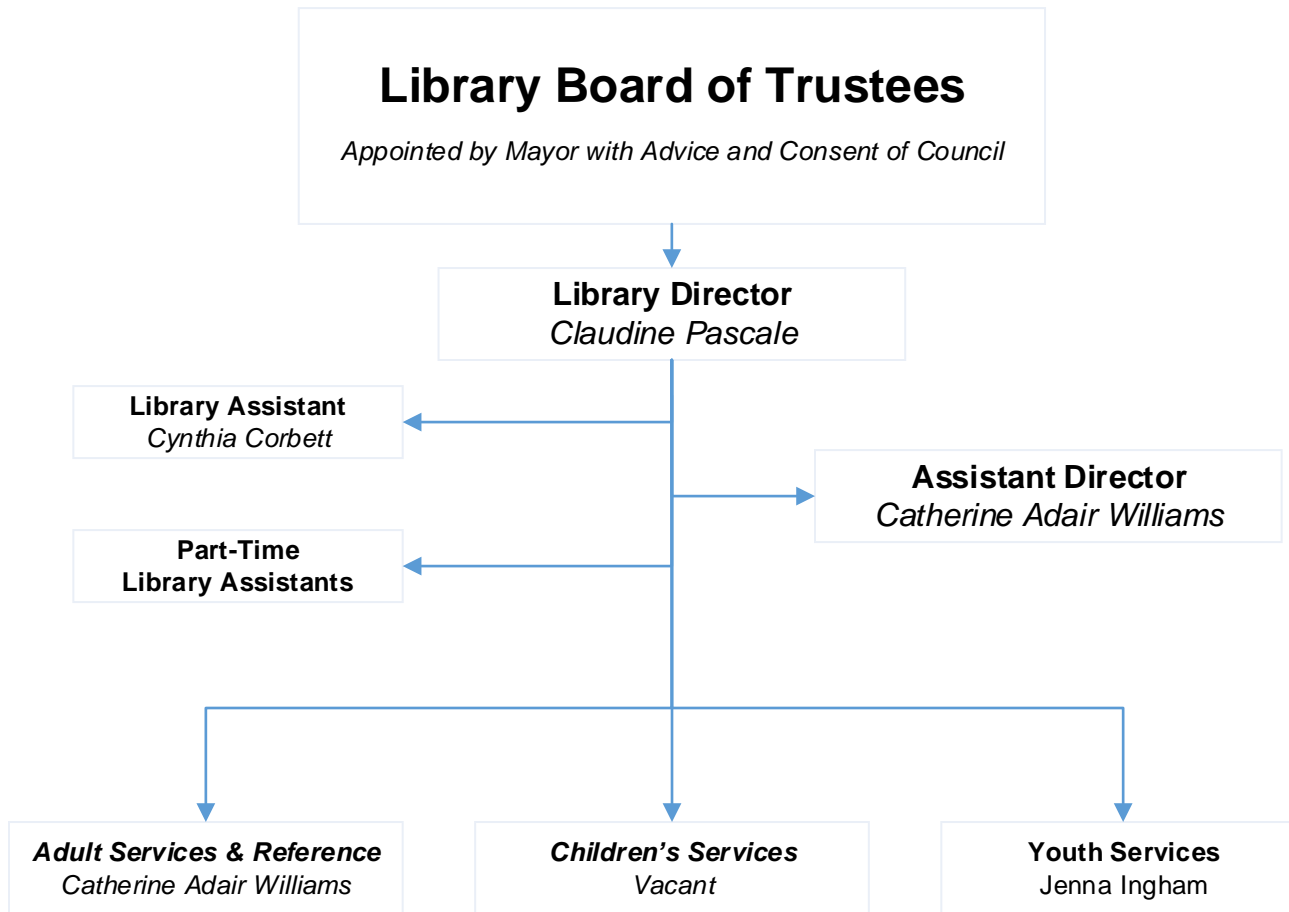 Library Board of Trustees
Appointed by Mayor with Advice and Consent of Council
Library Director
Claudine Pascale
Library Assistant
Cynthia Corbett
Assistant Director
Catherine Adair Williams
Part-Time
Library Assistants
Adult Services & Reference
Catherine Adair Williams
Children’s Services
Vacant
Youth Services
Jenna Ingham